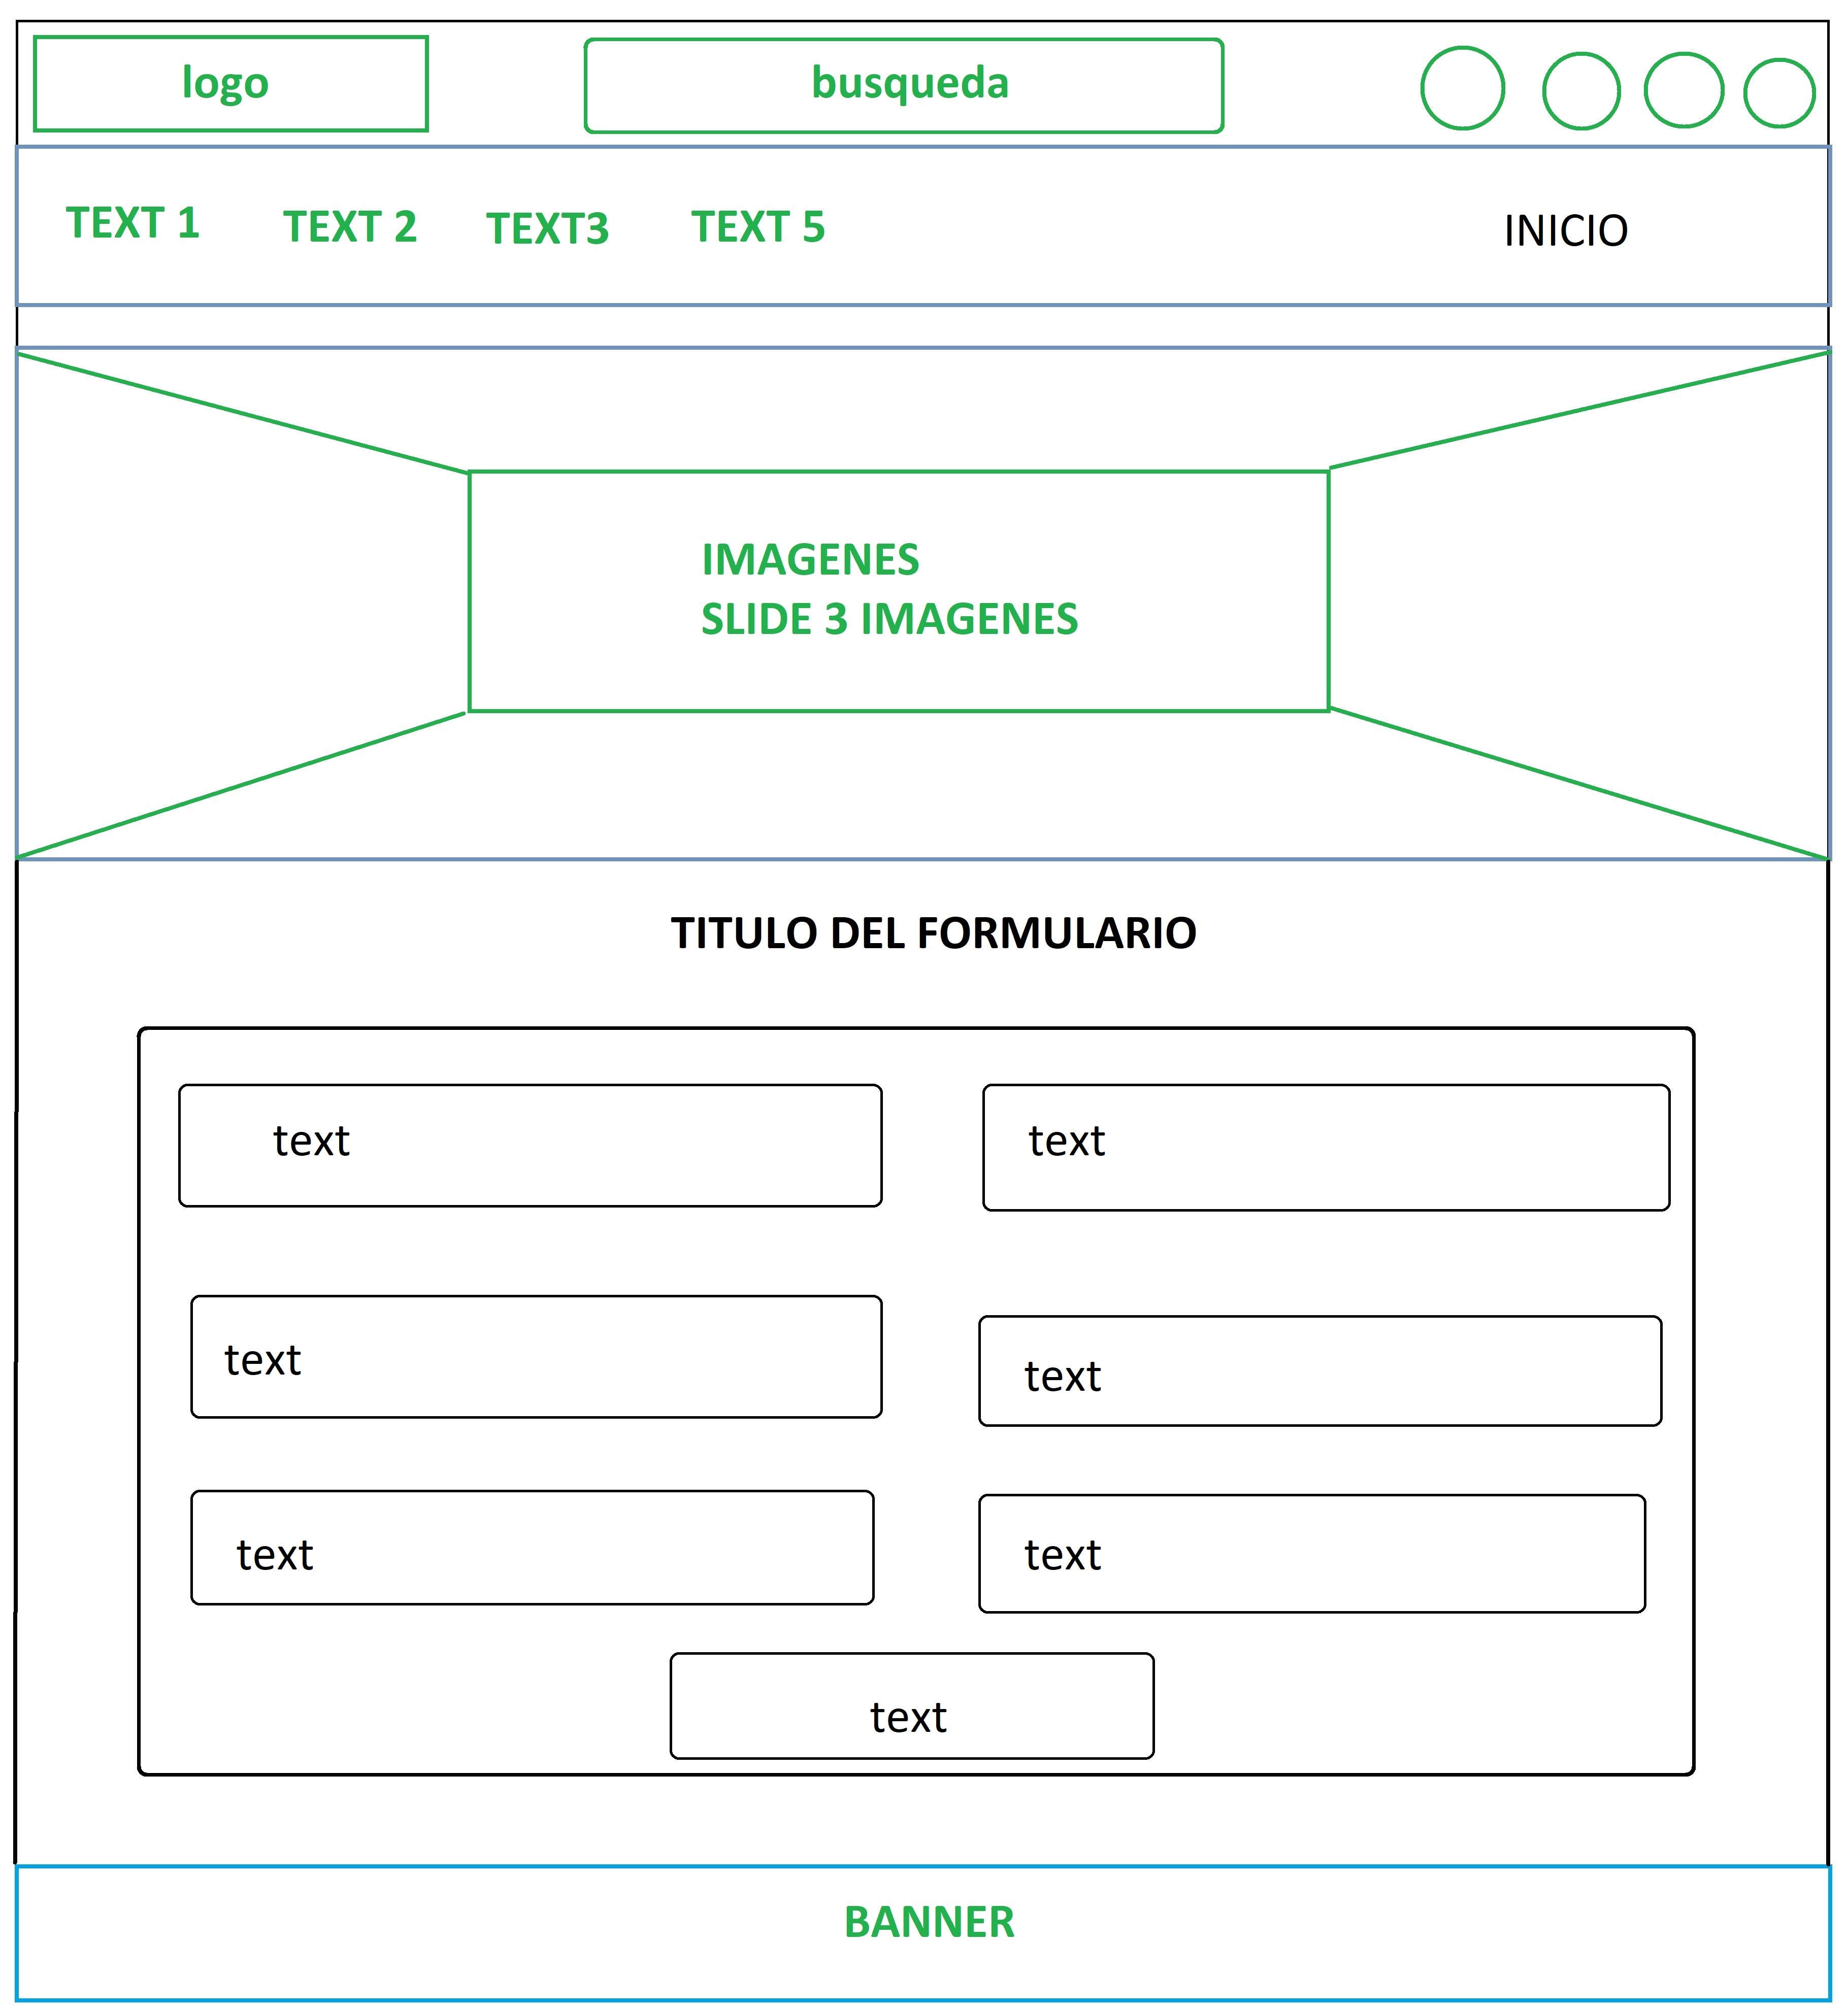 logo
busqueda
TEXT 1
TEXT 2
TEXT3
TEXT 5
INICIO
IMAGENES
SLIDE 3 IMAGENES
TITULO DEL FORMULARIO
text
text
text
text
text
text
text
BANNER